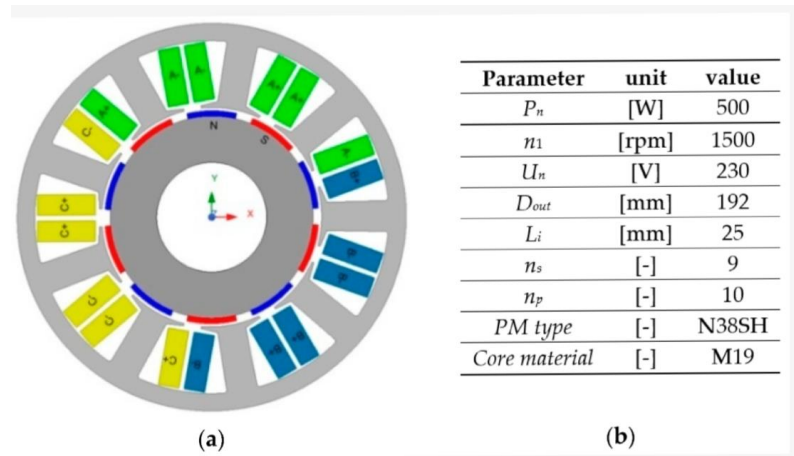 A-
A-
A+
A+
A+
C-
N
S
A-
B+
C+
C+
Y
X
B-
B-
C-
C-
C+
B-
B+
B+
(a)
Parameter unit value
Pn [W] 500
n1 [rpm] 1500
Un [V] 230
Dout [mm] 192
Li [mm] 25
ns [-] 9
np [-] 10
PM type [-] N38SH
Core material [-] M19
(b)